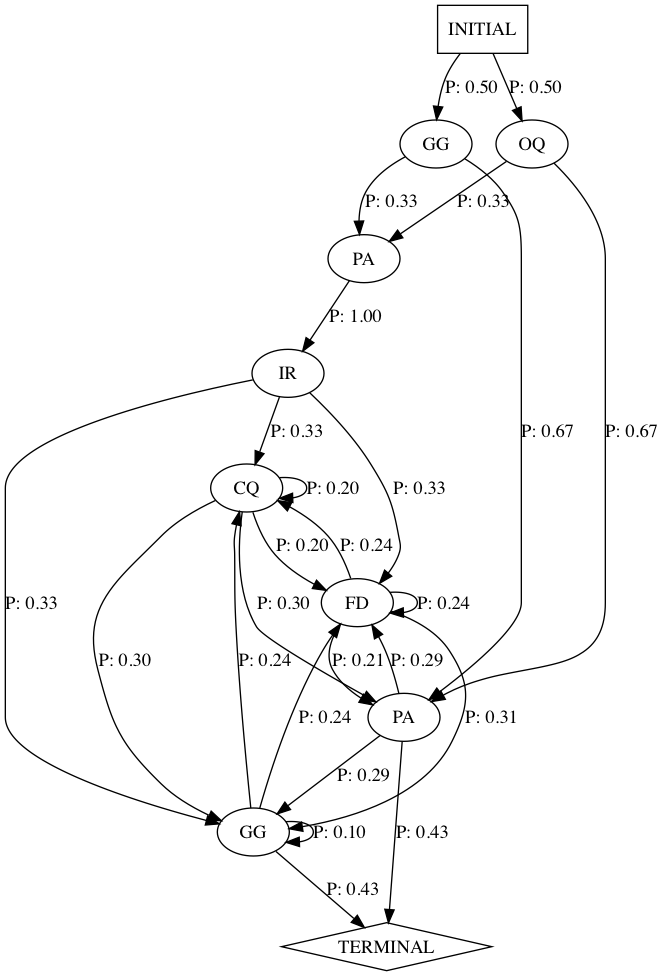 INITIAL
P: 0.50
P: 0.50
GG
OQ
P: 0.33
P: 0.33
PA
P: 1.00
IR
P: 0.33
P: 0.67
P: 0.67
CQ
P: 0.20
P: 0.33
P: 0.20
P: 0.24
P: 0.33
P: 0.30
FD
P: 0.24
P: 0.30
P: 0.24
P: 0.21
P: 0.29
PA
P: 0.24
P: 0.31
P: 0.29
GG
P: 0.10
P: 0.43
P: 0.43
TERMINAL